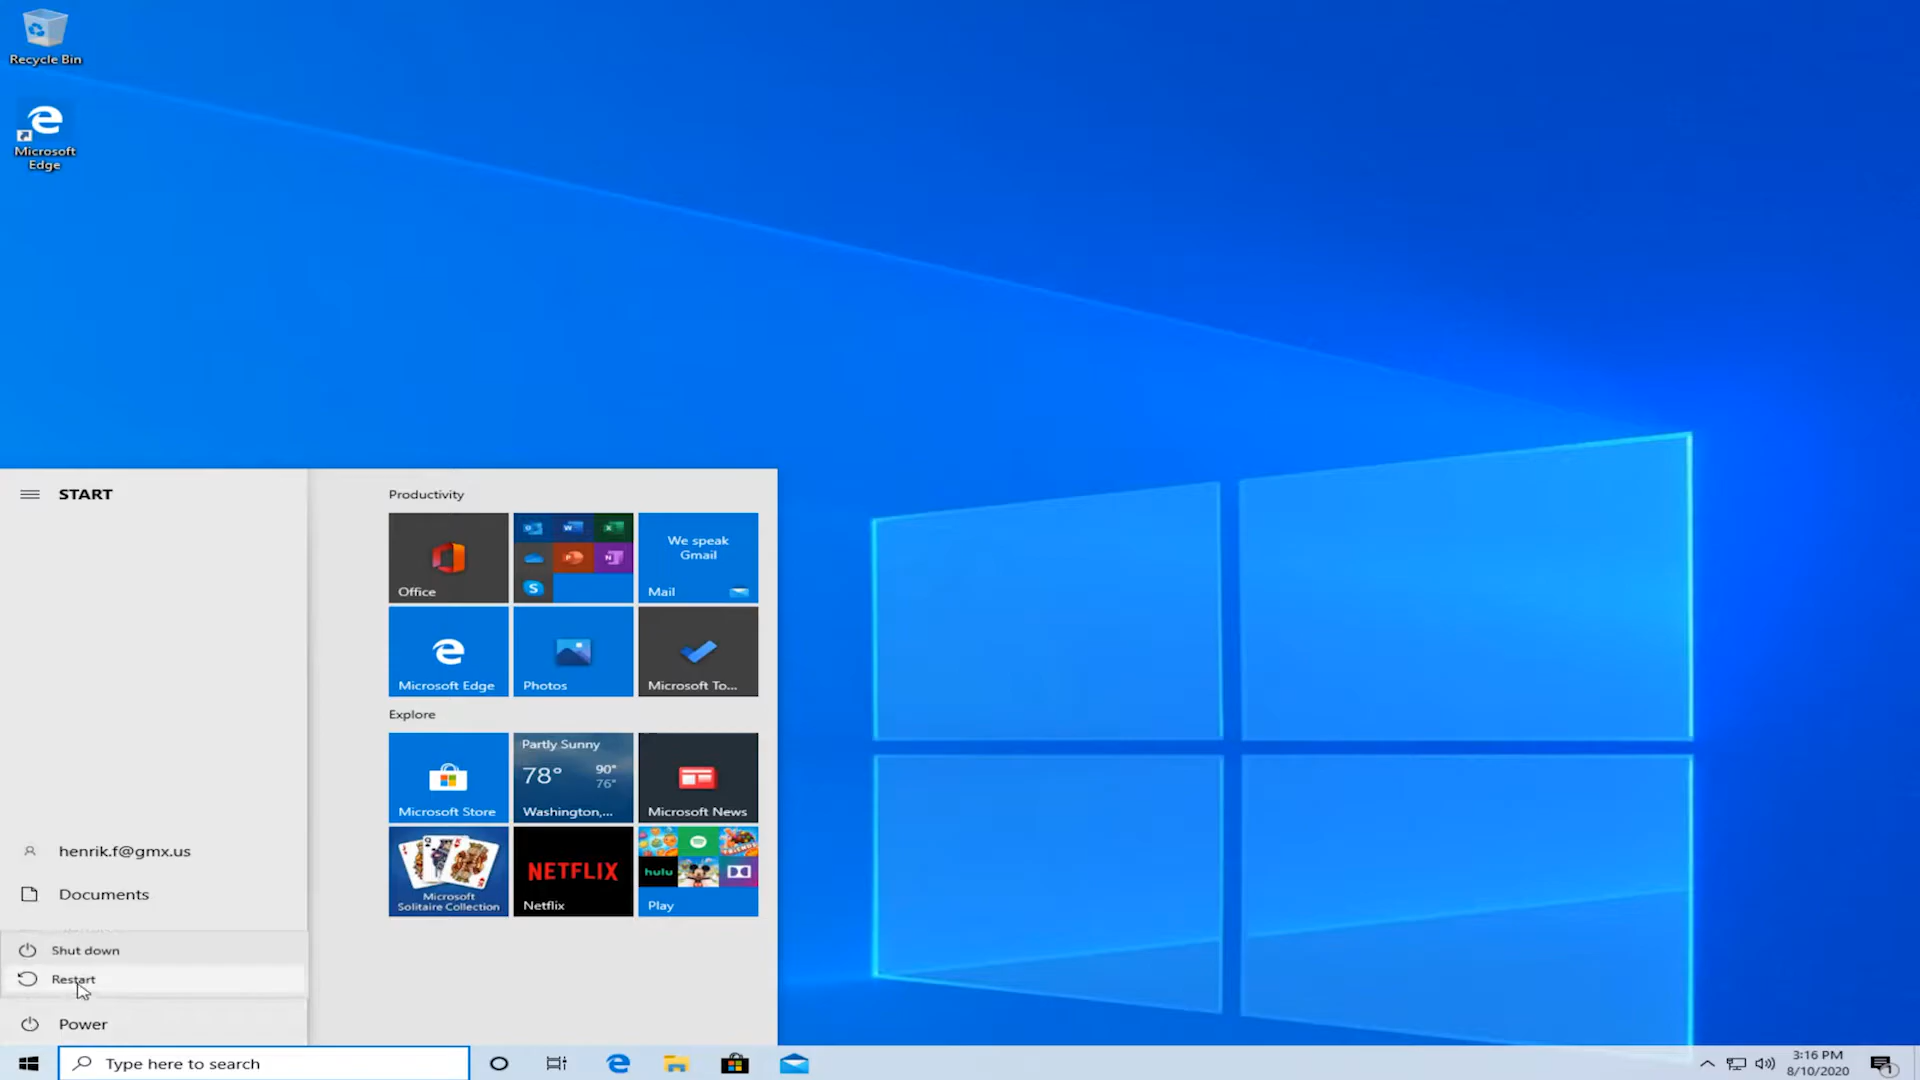 Recycle Bin
Microsoft
Edge
START
henrik.f@gmx.us
Documents
Shut down
Restart
Power
Productivity
Office
We speak
Gmail
Mail
Microsoft Edge
Photos
Microsoft To...
Explore
Microsoft Store
Partly Sunny
78° 90°
76°
Washington,...
Microsoft News
Microsoft
Solitaire Collection
NETFLIX
Netflix
hulu
Play
Type here to search
3:16 PM
8/10/2020
1